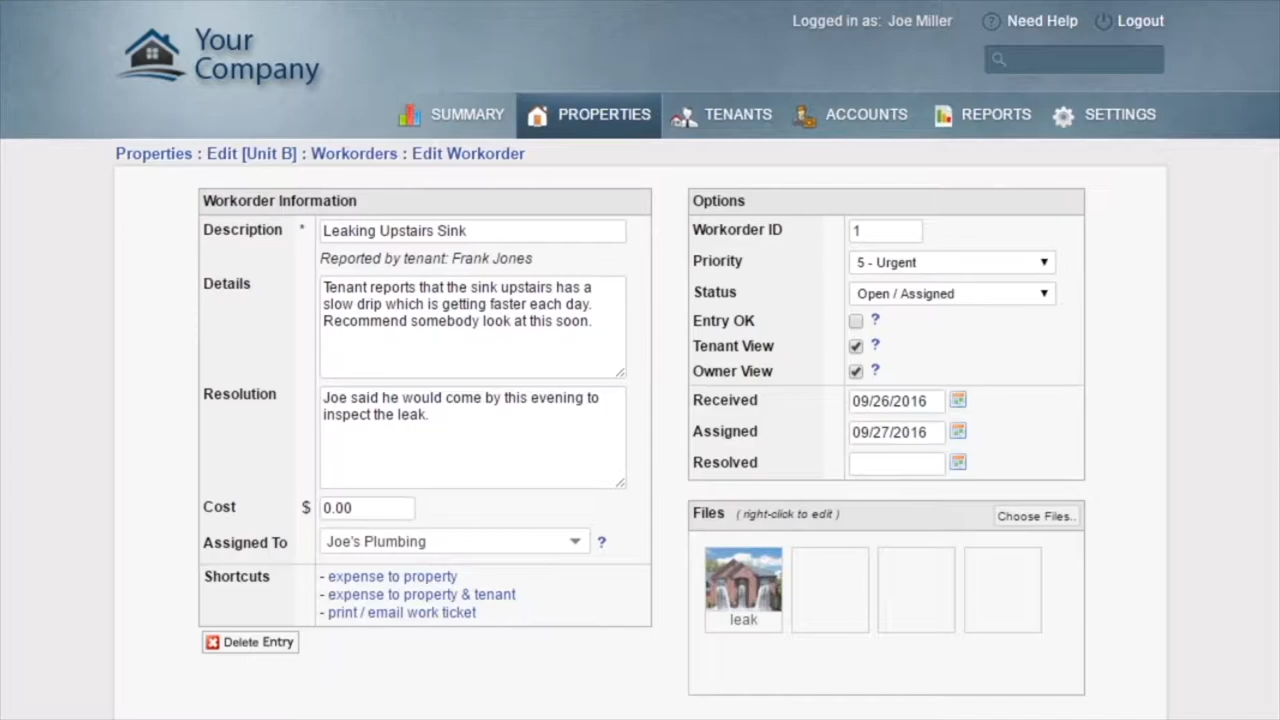 Your
Company
Logged in as: Joe Miller
Need Help
Logout
SUMMARY
PROPERTIES
TENANTS
ACCOUNTS
REPORTS
SETTINGS
Properties : Edit [Unit B] : Workorders : Edit Workorder
Workorder Information
Description * Leaking Upstairs Sink
Reported by tenant: Frank Jones
Details
Tenant reports that the sink upstairs has a
slow drip which is getting faster each day.
Recommend somebody look at this soon.
Resolution
Joe said he would come by this evening to
inspect the leak.
Cost $ 0.00
Assigned To Joe's Plumbing ?
Shortcuts
- expense to property
- expense to property & tenant
- print / email work ticket
Delete Entry
Options
Workorder ID 1
Priority 5 - Urgent
Status Open / Assigned
Entry OK ?
Tenant View ?
Owner View ?
Received 09/26/2016
Assigned 09/27/2016
Resolved
Files ( right-click to edit ) Choose Files..
leak